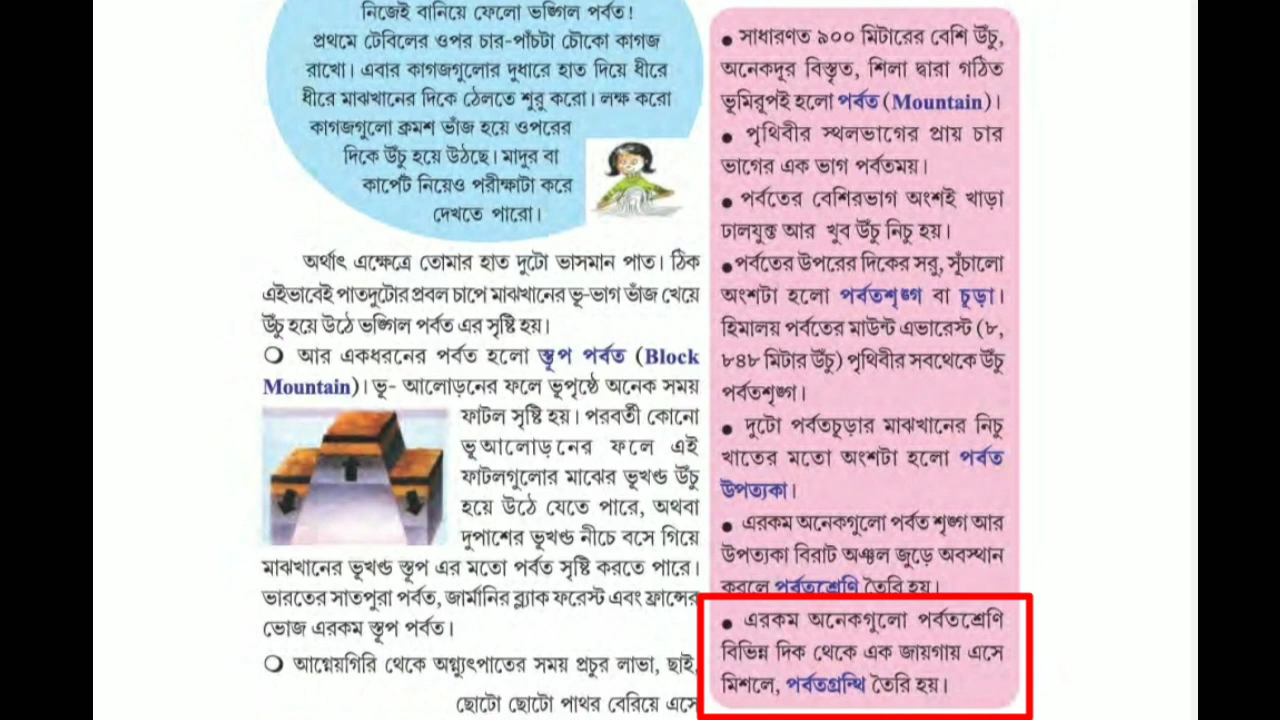 নিজেই বানিয়ে ফেলো ভঙ্গিল পর্বত!
প্রথমে টেবিলের ওপর চার-পাঁচটা চৌকো কাগজ
রাখো। এবার কাগজগুলোর দুধারে হাত দিয়ে ধীরে
ধীরে মাঝখানের দিকে ঠেলতে শুরু করো। লক্ষ করো
কাগজগুলো ক্রমশ ভাঁজ হয়ে ওপরের
দিকে উঁচু হয়ে উঠছে। মাদুর বা
কার্পেট নিয়েও পরীক্ষাটা করে
দেখতে পারো।
অর্থাৎ এক্ষেত্রে তোমার হাত দুটো ভাসমান পাত। ঠিক
এইভাবেই পাতদুটোর প্রবল চাপে মাঝখানের ভূ-ভাগ ভাঁজ খেয়ে
উঁচু হয়ে উঠে ভঙ্গিল পর্বত এর সৃষ্টি হয়।
❍ আর একধরনের পর্বত হলো স্তূপ পর্বত (Block
Mountain)। ভূ- আলোড়নের ফলে ভূপৃষ্ঠে অনেক সময়
ফাটল সৃষ্টি হয়। পরবর্তী কোনো
ভূআলোড়নের ফলে এই
ফাটলগুলোর মাঝের ভূখণ্ড উঁচু
হয়ে উঠে যেতে পারে, অথবা
দুপাশের ভূখণ্ড নীচে বসে গিয়ে
মাঝখানের ভূখণ্ড স্তূপ এর মতো পর্বত সৃষ্টি করতে পারে।
ভারতের সাতপুরা পর্বত, জার্মানির ব্ল্যাক ফরেস্ট এবং ফ্রান্সের
ভোজ এরকম স্তূপ পর্বত।
❍ আগ্নেয়গিরি থেকে অগ্ন্যুৎপাতের সময় প্রচুর লাভা, ছাই,
ছোটো ছোটো পাথর বেরিয়ে এসে
● সাধারণত ৯০০ মিটারের বেশি উঁচু,
অনেকদূর বিস্তৃত, শিলা দ্বারা গঠিত
ভূমিরূপই হলো পর্বত (Mountain)।
● পৃথিবীর স্থলভাগের প্রায় চার
ভাগের এক ভাগ পর্বতময়।
● পর্বতের বেশিরভাগ অংশই খাড়া
ঢালযুক্ত আর খুব উঁচু নিচু হয়।
● পর্বতের উপরের দিকের সরু, সূঁচালো
অংশটা হলো পর্বতশৃঙ্গ বা চূড়া।
হিমালয় পর্বতের মাউন্ট এভারেস্ট (৮,
৮৪৮ মিটার উঁচু) পৃথিবীর সবথেকে উঁচু
পর্বতশৃঙ্গ।
● দুটো পর্বতচূড়ার মাঝখানের নিচু
খাতের মতো অংশটা হলো পর্বত
উপত্যকা।
● এরকম অনেকগুলো পর্বত শৃঙ্গ আর
উপত্যকা বিরাট অঞ্চল জুড়ে অবস্থান
করলে পর্বতশ্রেণি তৈরি হয়।
● এরকম অনেকগুলো পর্বতশ্রেণি
বিভিন্ন দিক থেকে এক জায়গায় এসে
মিশলে, পর্বতগ্রন্থি তৈরি হয়।